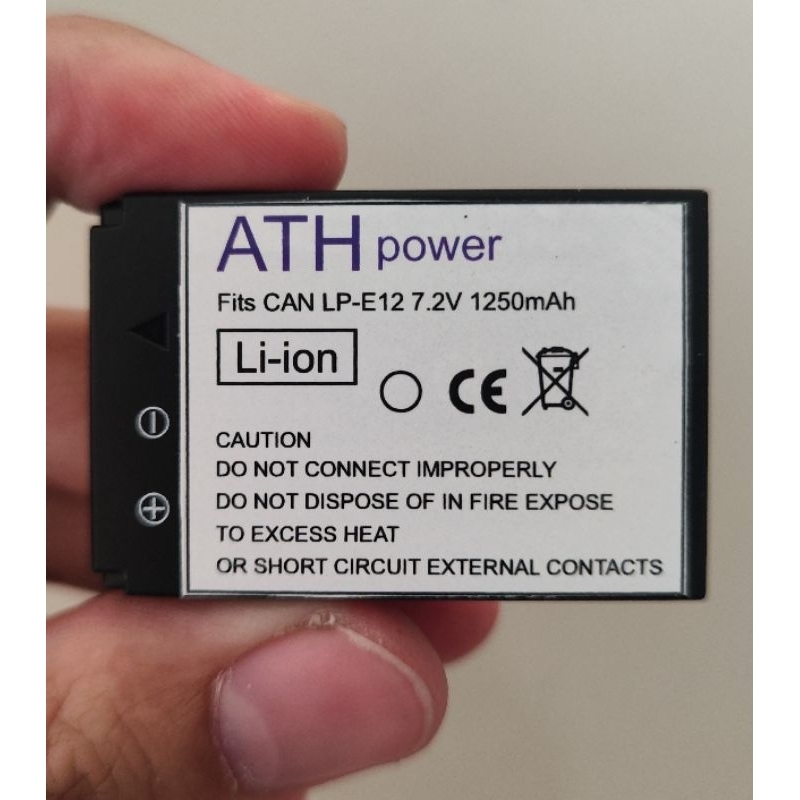 ATH power
Fits CAN LP-E12 7.2V 1250mAh
Li-ion
CE
CAUTION
DO NOT CONNECT IMPROPERLY
DO NOT DISPOSE OF IN FIRE EXPOSE
TO EXCESS HEAT
OR SHORT CIRCUIT EXTERNAL CONTACTS